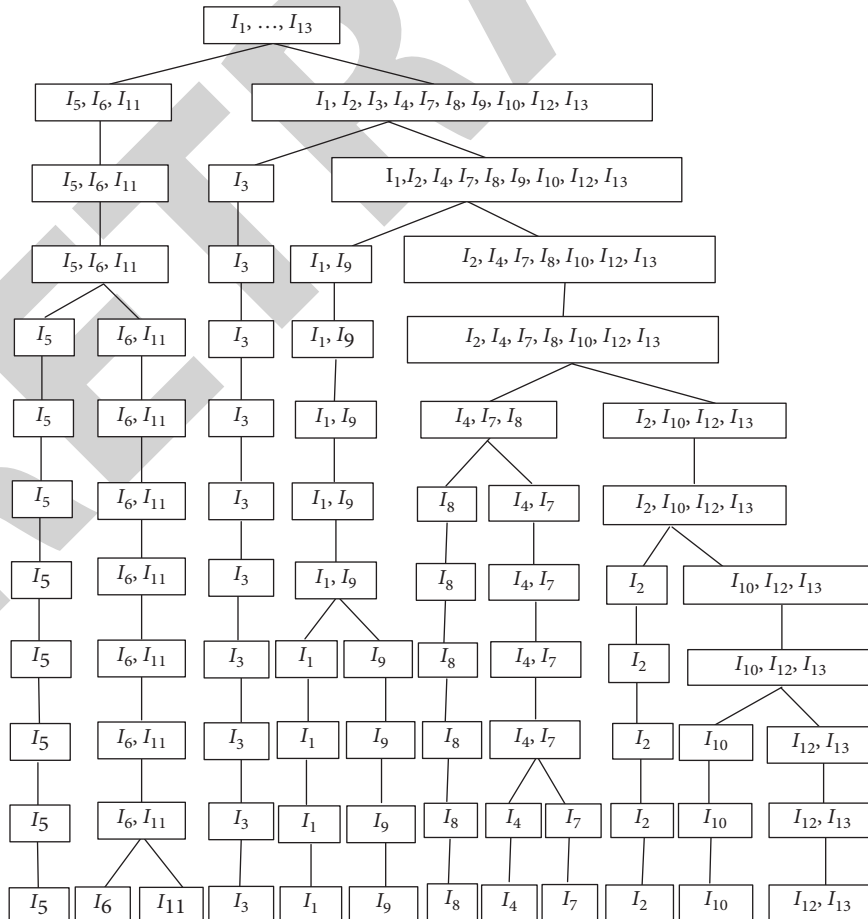 I1, ..., I13
I5, I6, I11
I1, I2, I3, I4, I7, I8, I9, I10, I12, I13
I5, I6, I11
I3
I1,I2, I4, I7, I8, I9, I10, I12, I13
I5, I6, I11
I3
I1, I9
I2, I4, I7, I8, I10, I12, I13
I5
I6, I11
I3
I1, I9
I2, I4, I7, I8, I10, I12, I13
I5
I6, I11
I3
I1, I9
I4, I7, I8
I2, I10, I12, I13
I5
I6, I11
I3
I1, I9
I8
I4, I7
I2, I10, I12, I13
I5
I6, I11
I3
I1, I9
I8
I4, I7
I2
I10, I12, I13
I5
I6, I11
I3
I1
I9
I8
I4, I7
I2
I10, I12, I13
I5
I6, I11
I3
I1
I9
I8
I4, I7
I2
I10
I12, I13
I5
I6, I11
I3
I1
I9
I8
I4
I7
I2
I10
I12, I13
I5
I6
I11
I3
I1
I9
I8
I4
I7
I2
I10
I12, I13